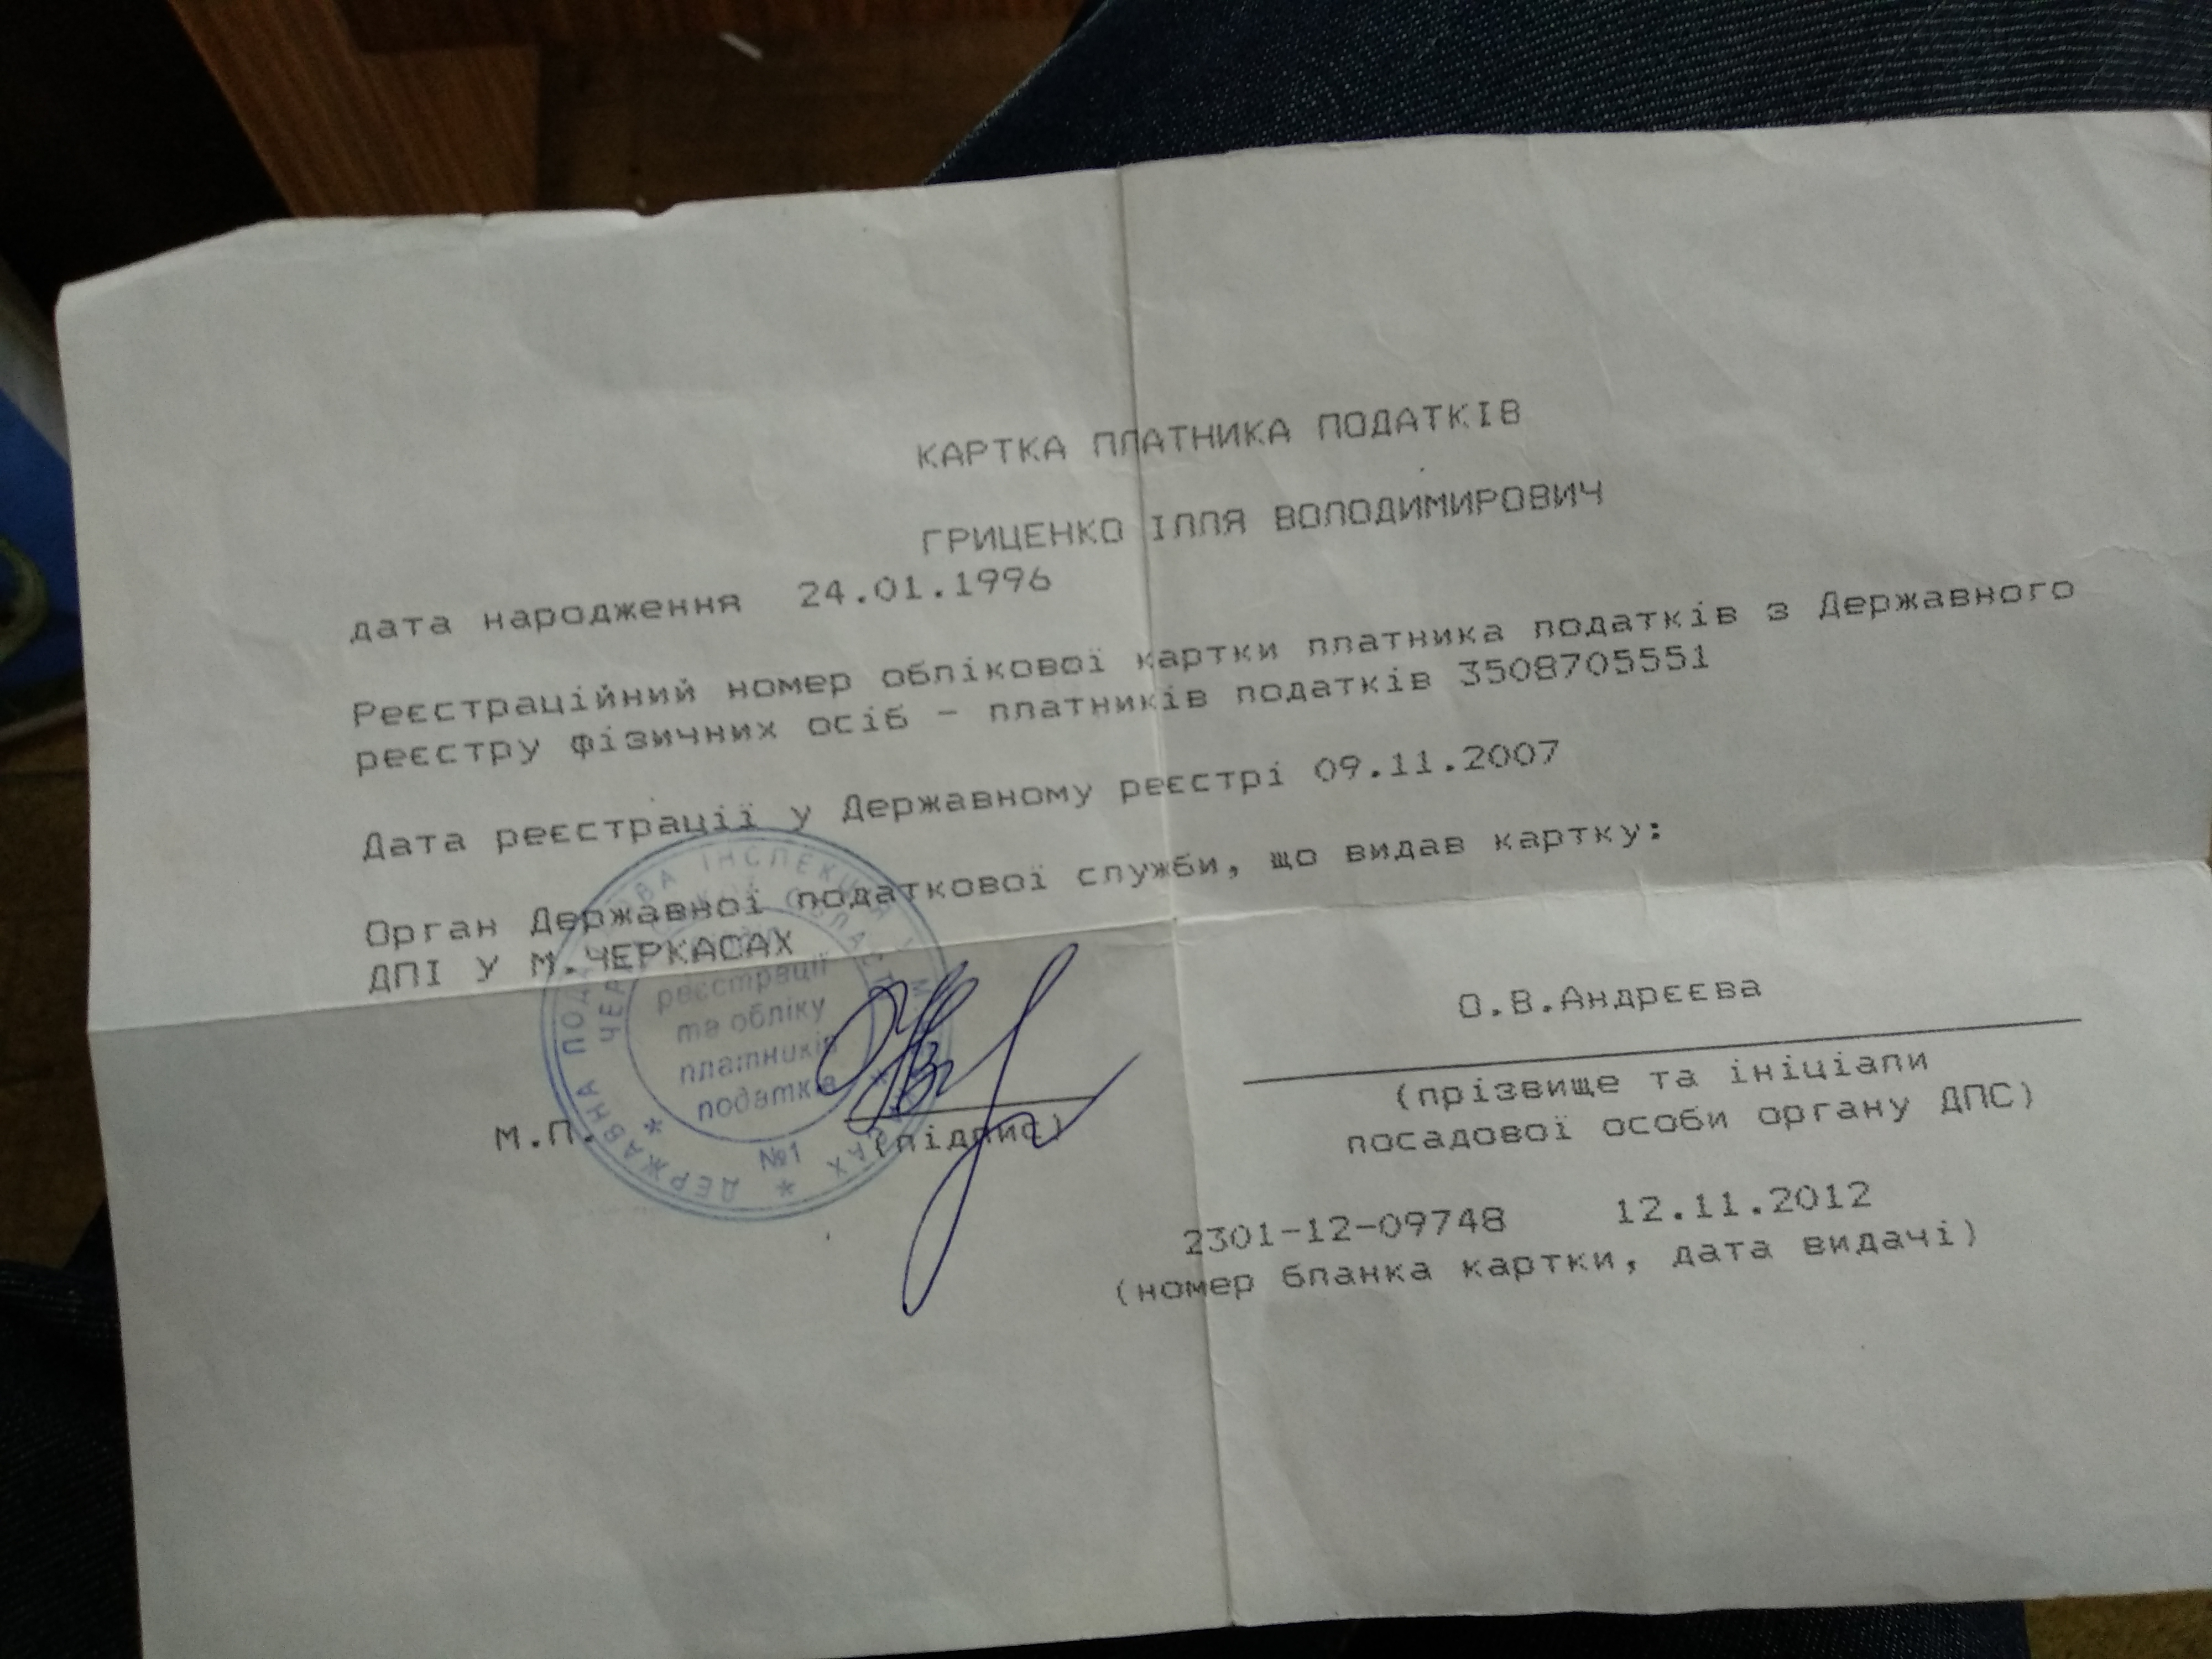 КАРТКА ПЛАТНИКА ПОДАТКІВ
ГРИЦЕНКО ІЛЛЯ ВОЛОДИМИРОВИЧ
дата народження 24.01.1996
Реєстраційний номер облікової картки платника податків з Державного
реєстру фізичних осіб - платників податків 3508705551
Дата реєстрації у Державному реєстрі 09.11.2007
Орган Державної податкової служби, що видав картку:
ДПІ У М.ЧЕРКАСАХ
реєстрації
та обліку
платників
податків
№1
ДЕРЖАВНА ІНСПЕКЦІЯ
О.В.Андрєєва
(прізвище та ініціали
посадової особи органу ДПС)
М.П. (підпис)
2301-12-09748 12.11.2012
(номер бланка картки, дата видачі)